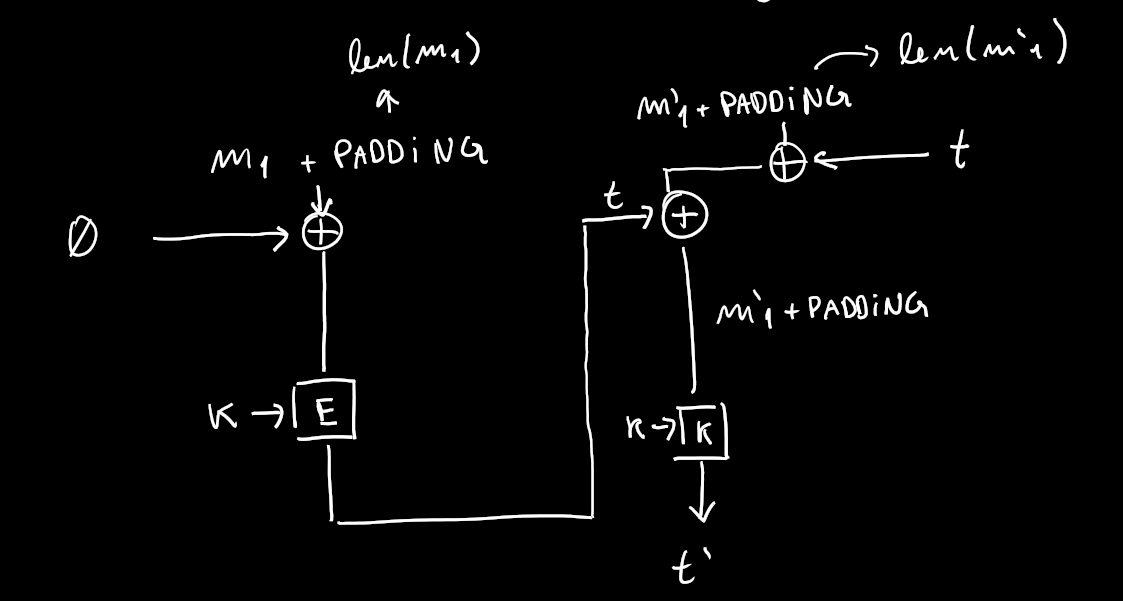 len(m₁)
len(m'₁)
m₁ + PADDiNG
m'₁ + PADDiNG
t
t
∅
m'₁ + PADDiNG
K
E
K
K
t'